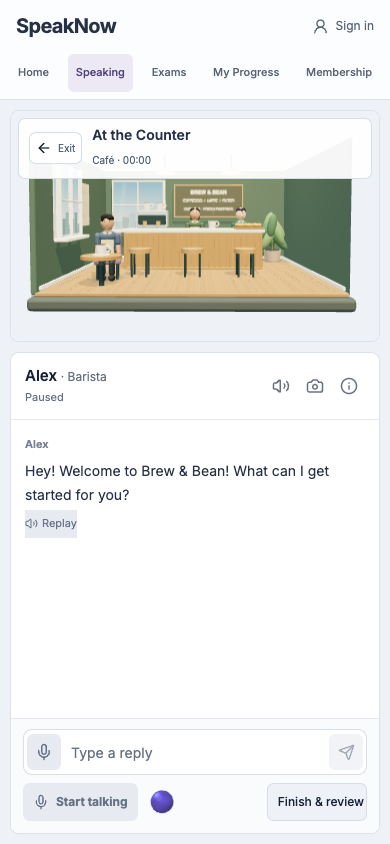 SpeakNow
Sign in
Home
Speaking
Exams
My Progress
Membership
Exit
At the Counter
Café · 00:00
BREW & BEAN
Alex · Barista
Paused
Alex
Hey! Welcome to Brew & Bean! What can I get
started for you?
Replay
Type a reply
Start talking
Finish & review